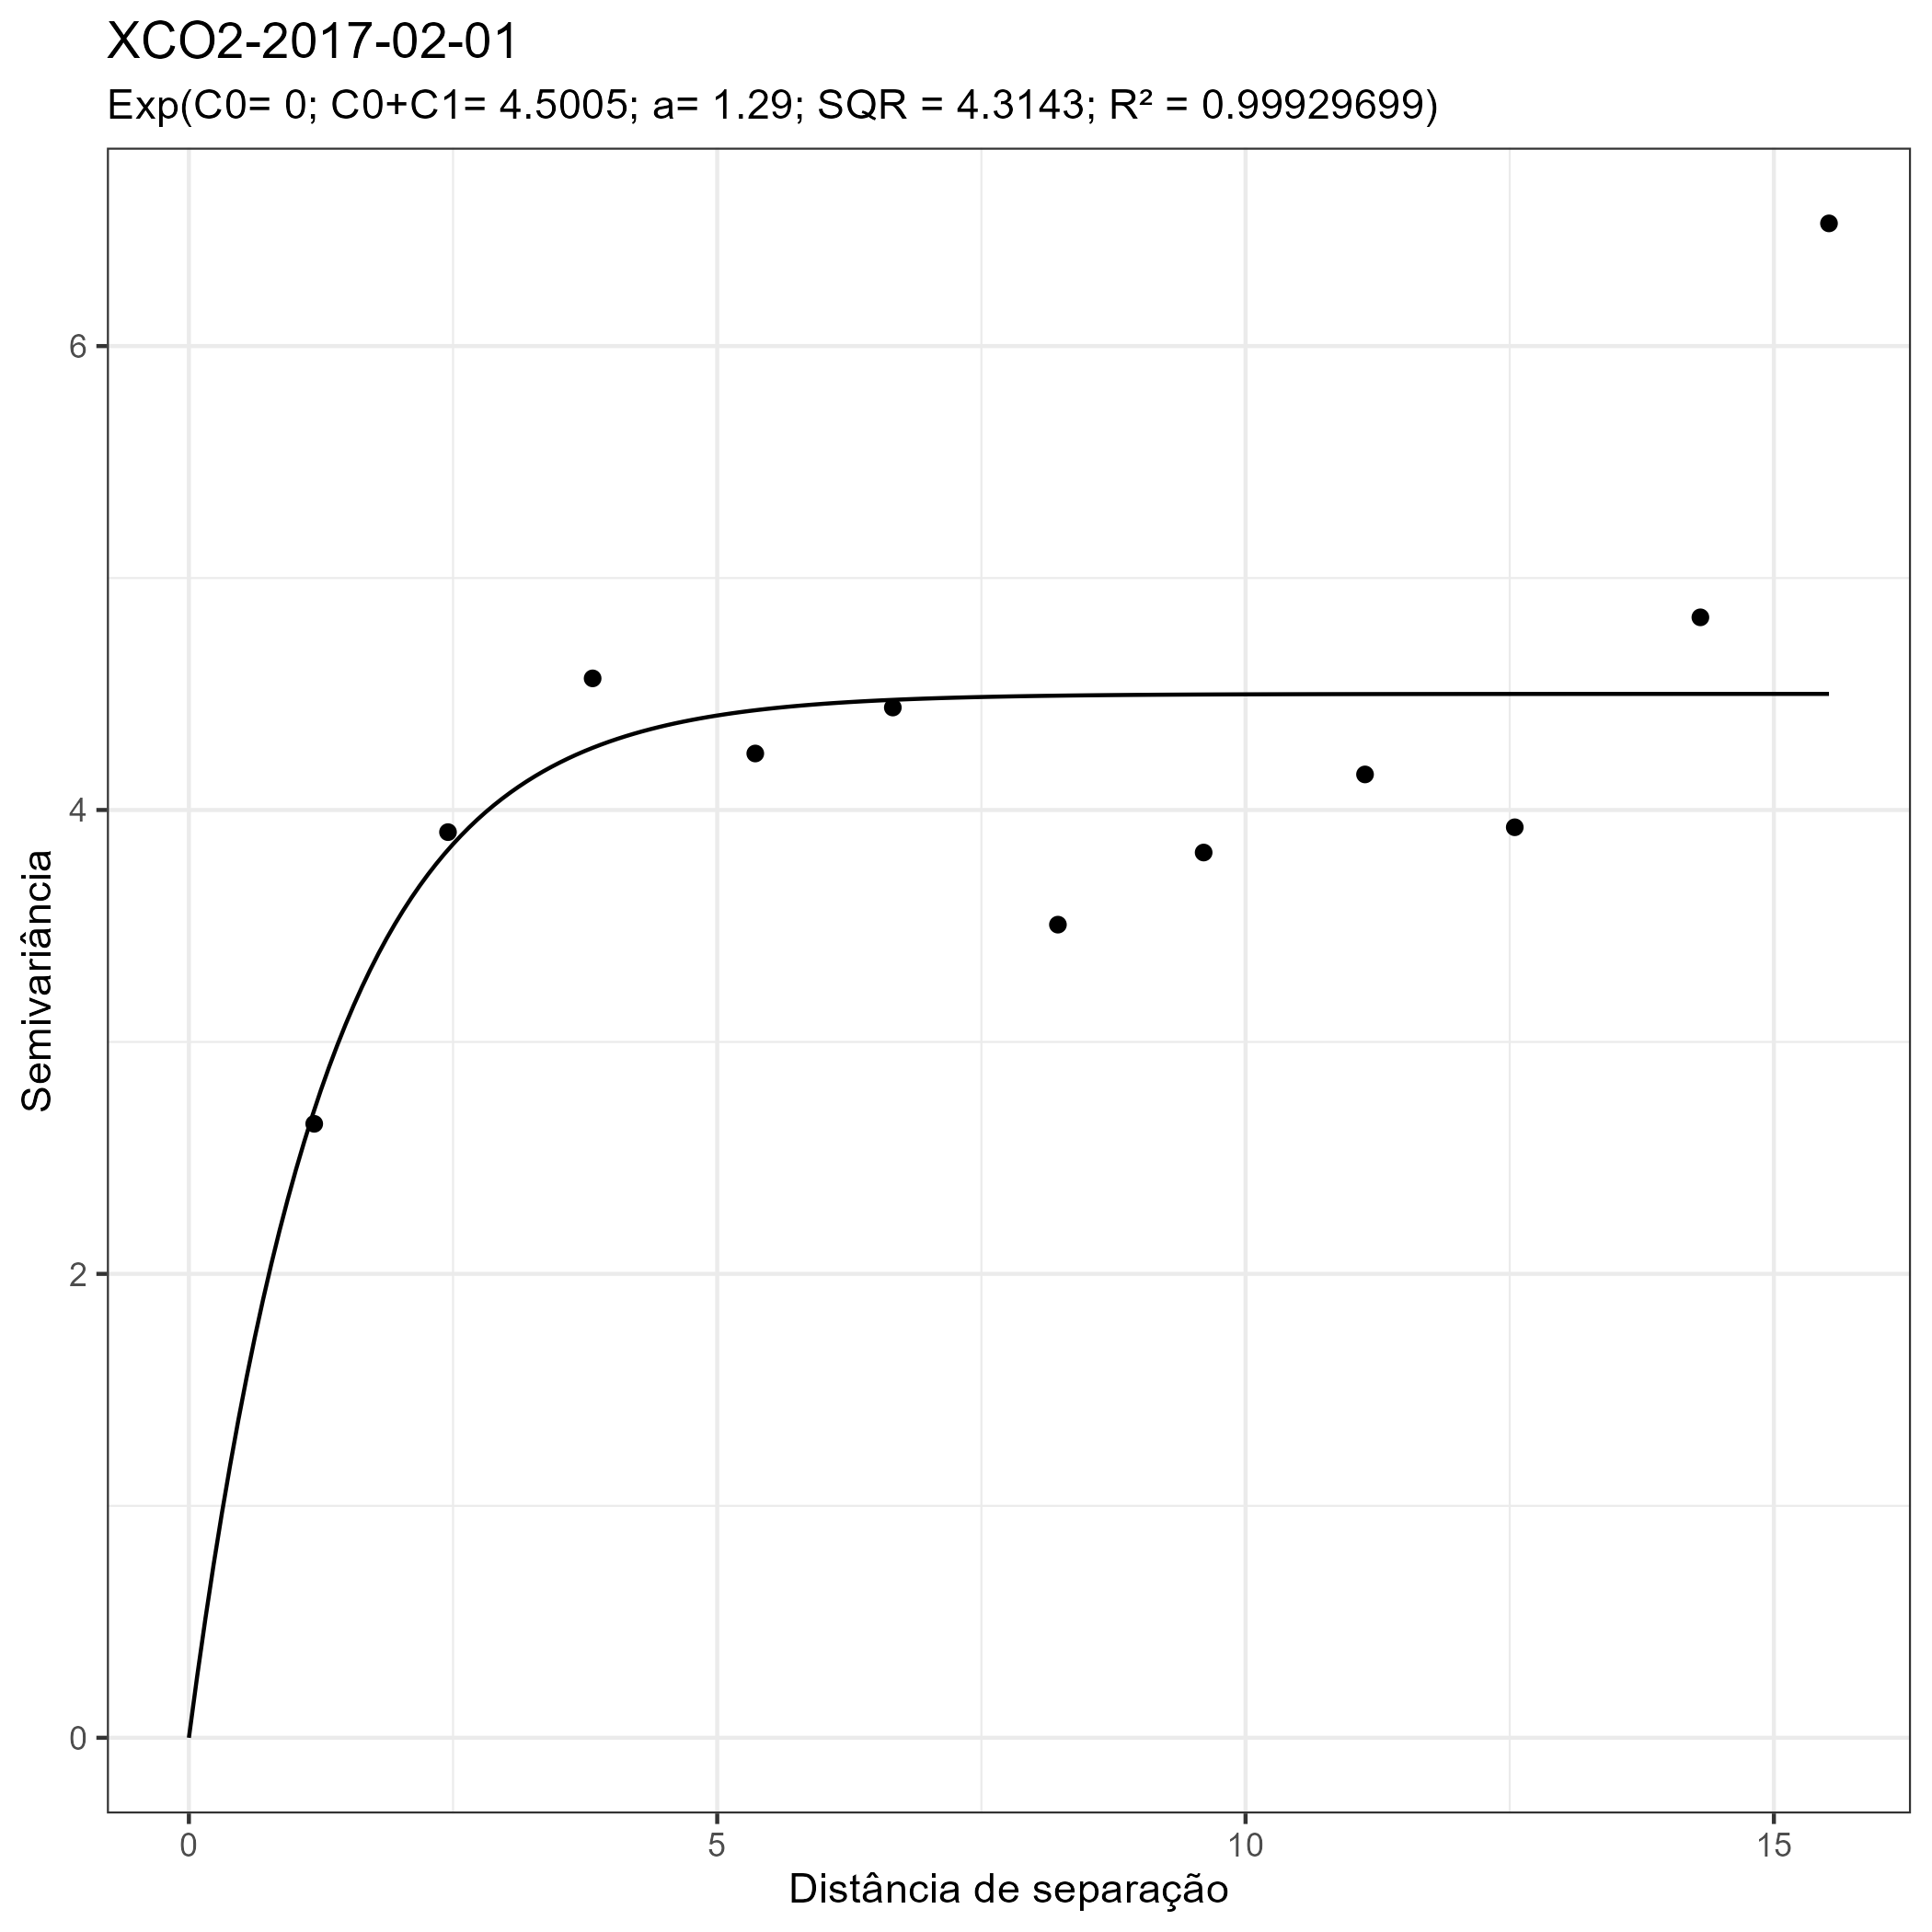 XCO2-2017-02-01
Exp(C0= 0; C0+C1= 4.5005; a= 1.29; SQR = 4.3143; R² = 0.99929699)
Semivariância
6
4
2
0
0 5 10 15
Distância de separação